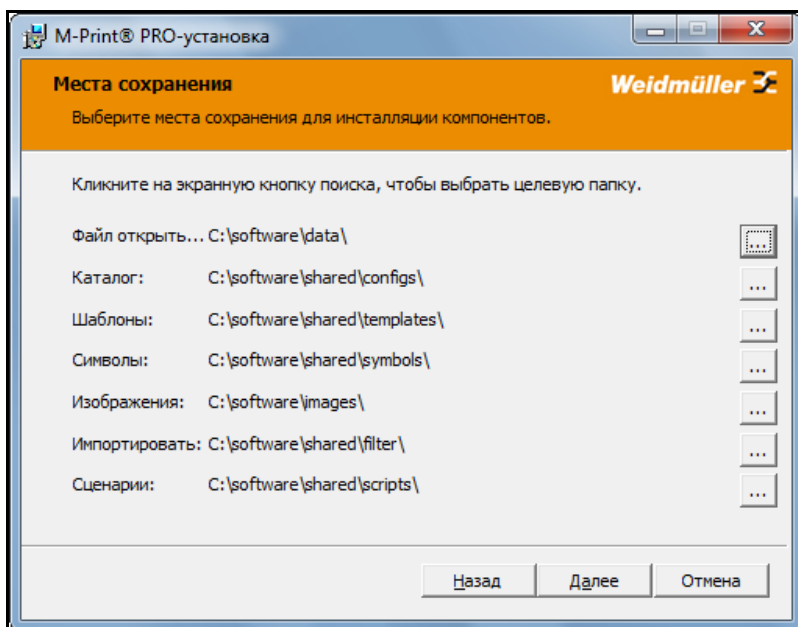 M-Print® PRO-установка
Места сохранения
Weidmüller
Выберите места сохранения для инсталляции компонентов.
Кликните на экранную кнопку поиска, чтобы выбрать целевую папку.
Файл открыть... C:\software\data\ ...
Каталог: C:\software\shared\configs\ ...
Шаблоны: C:\software\shared\templates\ ...
Символы: C:\software\shared\symbols\ ...
Изображения: C:\software\images\ ...
Импортировать: C:\software\shared\filter\ ...
Сценарии: C:\software\shared\scripts\ ...
Назад Далее Отмена